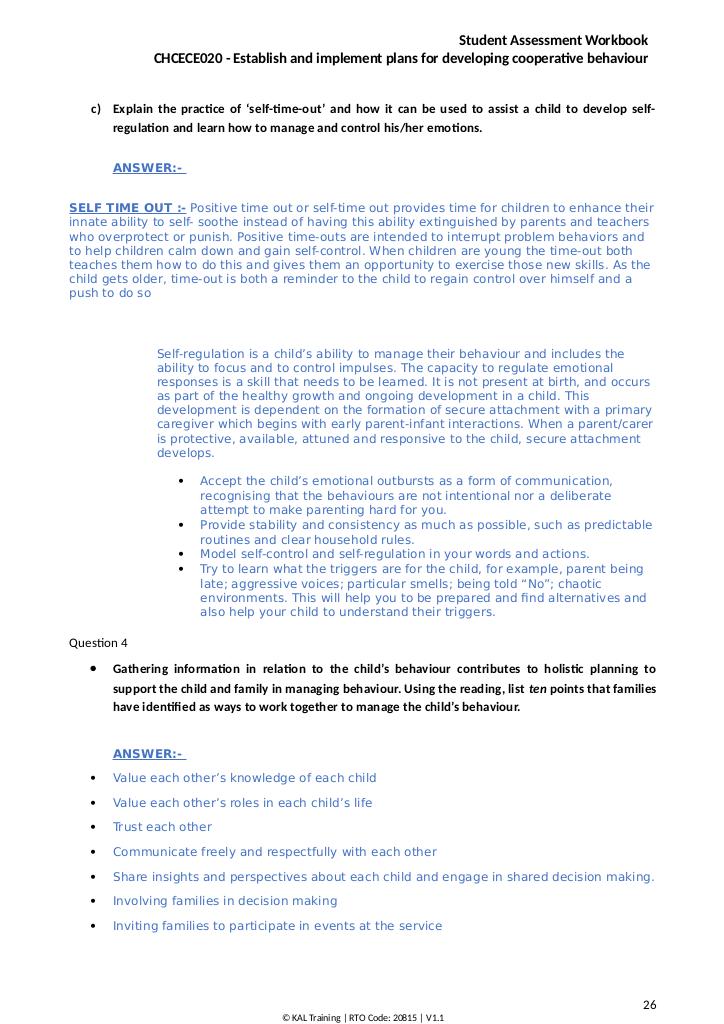 Student Assessment Workbook
CHCECE020 - Establish and implement plans for developing cooperative behaviour
c) Explain the practice of ‘self-time-out’ and how it can be used to assist a child to develop self-
regulation and learn how to manage and control his/her emotions.
ANSWER:-
SELF TIME OUT :- Positive time out or self-time out provides time for children to enhance their
innate ability to self- soothe instead of having this ability extinguished by parents and teachers
who overprotect or punish. Positive time-outs are intended to interrupt problem behaviors and
to help children calm down and gain self-control. When children are young the time-out both
teaches them how to do this and gives them an opportunity to exercise those new skills. As the
child gets older, time-out is both a reminder to the child to regain control over himself and a
push to do so
Self-regulation is a child’s ability to manage their behaviour and includes the
ability to focus and to control impulses. The capacity to regulate emotional
responses is a skill that needs to be learned. It is not present at birth, and occurs
as part of the healthy growth and ongoing development in a child. This
development is dependent on the formation of secure attachment with a primary
caregiver which begins with early parent-infant interactions. When a parent/carer
is protective, available, attuned and responsive to the child, secure attachment
develops.
• Accept the child’s emotional outbursts as a form of communication,
recognising that the behaviours are not intentional nor a deliberate
attempt to make parenting hard for you.
• Provide stability and consistency as much as possible, such as predictable
routines and clear household rules.
• Model self-control and self-regulation in your words and actions.
• Try to learn what the triggers are for the child, for example, parent being
late; aggressive voices; particular smells; being told “No”; chaotic
environments. This will help you to be prepared and find alternatives and
also help your child to understand their triggers.
Question 4
• Gathering information in relation to the child’s behaviour contributes to holistic planning to
support the child and family in managing behaviour. Using the reading, list ten points that families
have identified as ways to work together to manage the child’s behaviour.
ANSWER:-
• Value each other’s knowledge of each child
• Value each other’s roles in each child’s life
• Trust each other
• Communicate freely and respectfully with each other
• Share insights and perspectives about each child and engage in shared decision making.
• Involving families in decision making
• Inviting families to participate in events at the service
26
© KAL Training | RTO Code: 20815 | V1.1